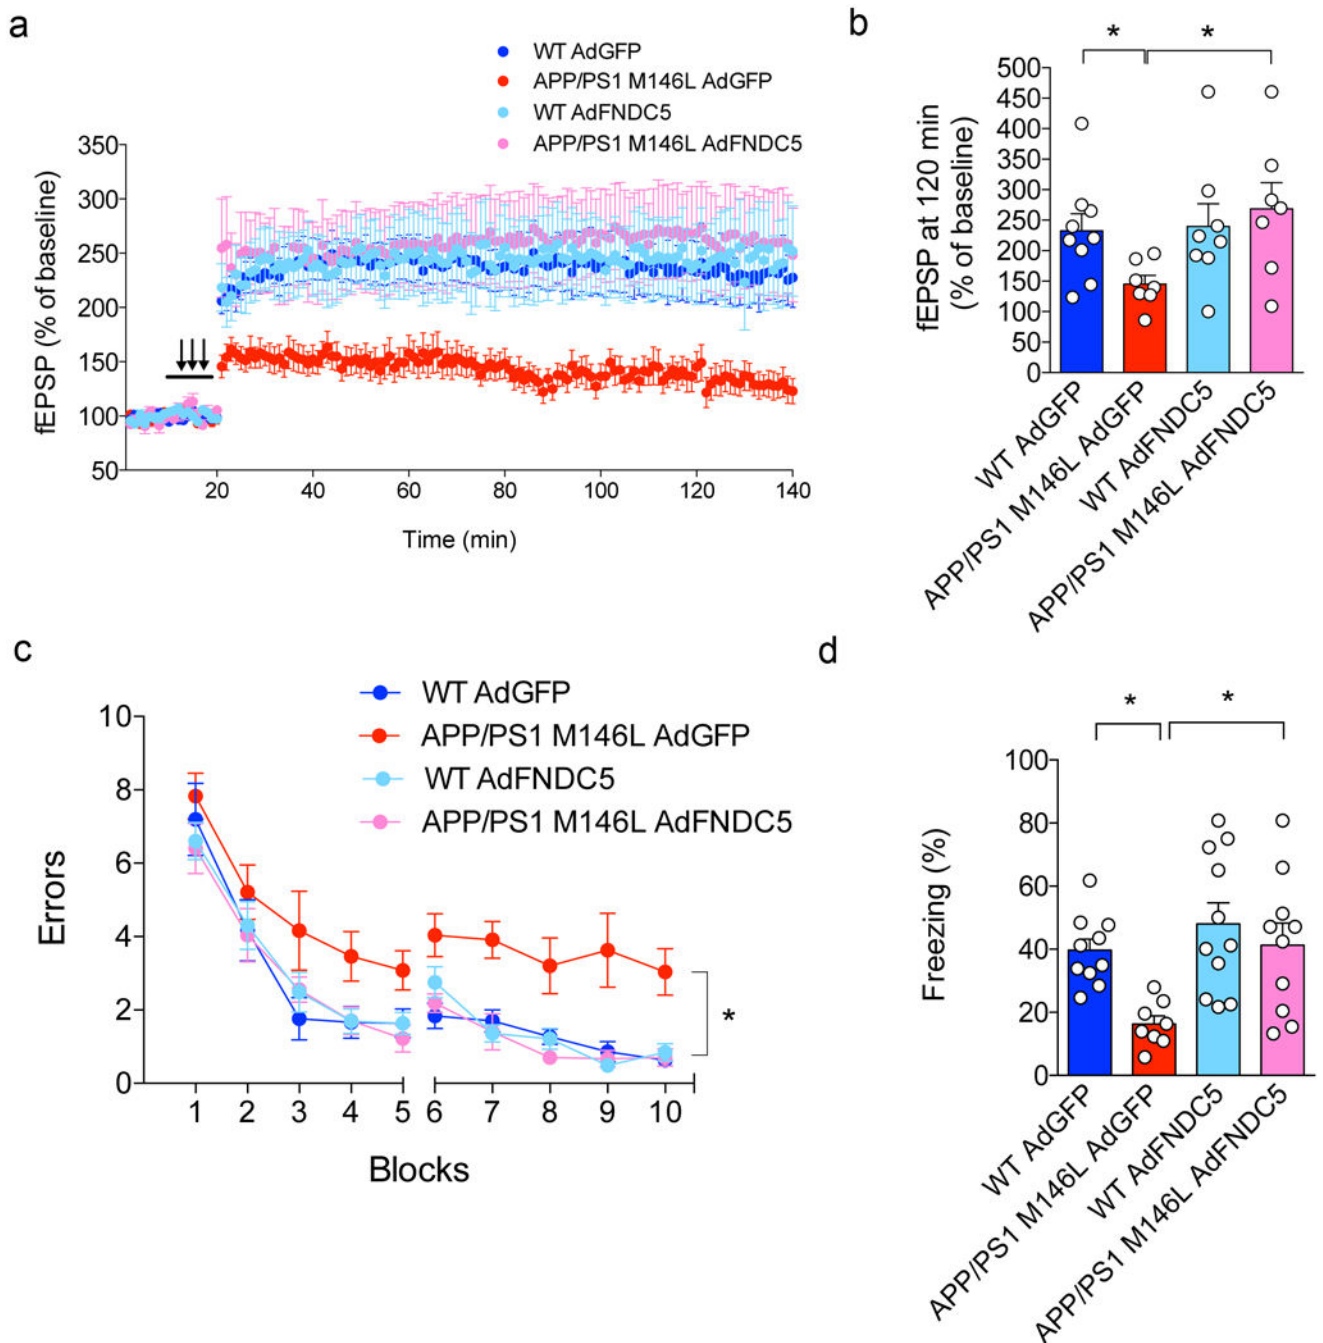 a
WT AdGFP
APP/PS1 M146L AdGFP
WT AdFNDC5
APP/PS1 M146L AdFNDC5
350
300
250
200
150
100
50
fEPSP (% of baseline)
20
40
60
80
100
120
140
Time (min)
b
*
*
500
450
400
350
300
250
200
150
100
50
0
fEPSP at 120 min
(% of baseline)
WT AdGFP
APP/PS1 M146L AdGFP
WT AdFNDC5
APP/PS1 M146L AdFNDC5
c
WT AdGFP
APP/PS1 M146L AdGFP
WT AdFNDC5
APP/PS1 M146L AdFNDC5
10
8
6
4
2
0
Errors
*
1 2 3 4 5 6 7 8 9 10
Blocks
d
*
*
100
80
60
40
20
0
Freezing (%)
WT AdGFP
APP/PS1 M146L AdGFP
WT AdFNDC5
APP/PS1 M146L AdFNDC5